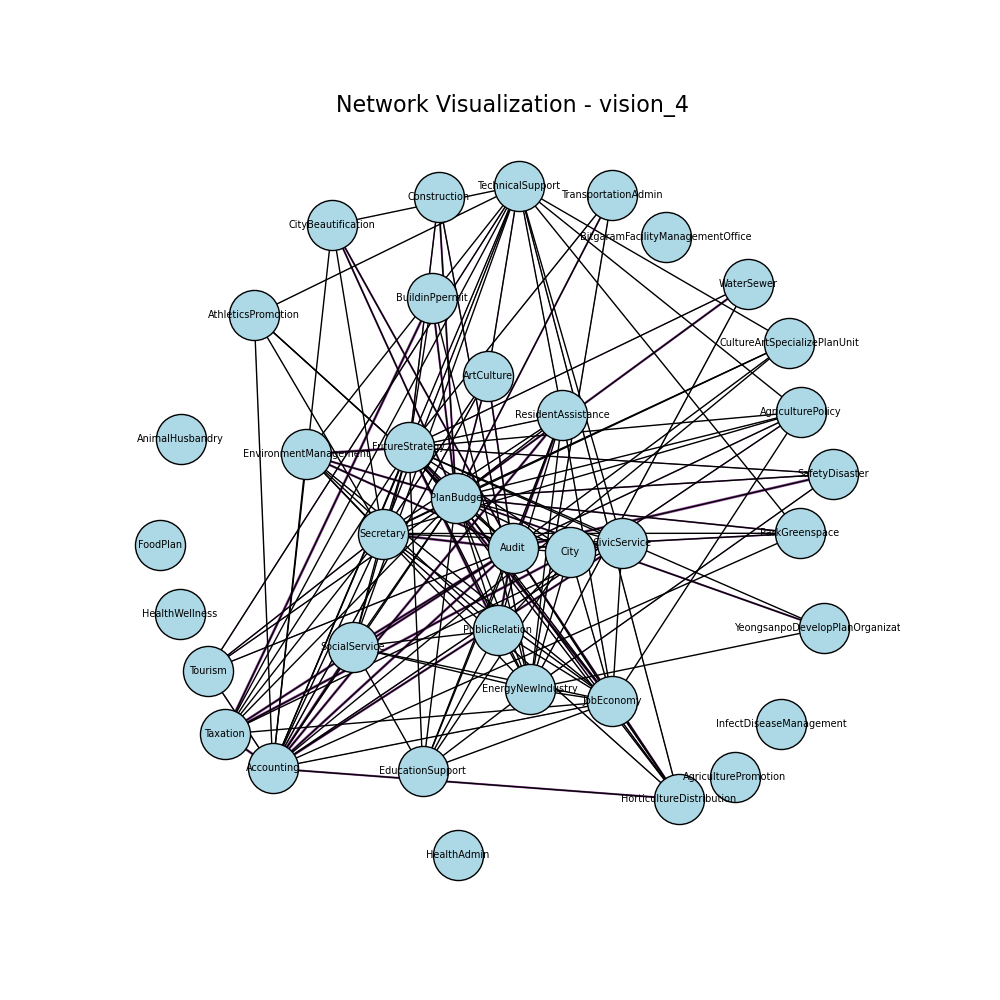 Network Visualization - vision_4
TechnicalSupport
TransportationAdmin
Construction
CityBeautification
BitgaramFacilityManagementOffice
WaterSewer
BuildinPpermit
AthleticsPromotion
CultureArtSpecializePlanUnit
ArtCulture
AgriculturePolicy
ResidentAssistance
AnimalHusbandry
FutureStrategy
EnvironmentManagement
SafetyDisaster
PlanBudget
Secretary
ParkGreenspace
CivicService
FoodPlan
Audit
City
HealthWellness
YeongsanpoDevelopPlanOrganizat
PublicRelation
SocialService
Tourism
EnergyNewIndustry
JobEconomy
InfectDiseaseManagement
Taxation
Accounting
EducationSupport
AgriculturePromotion
HorticultureDistribution
HealthAdmin